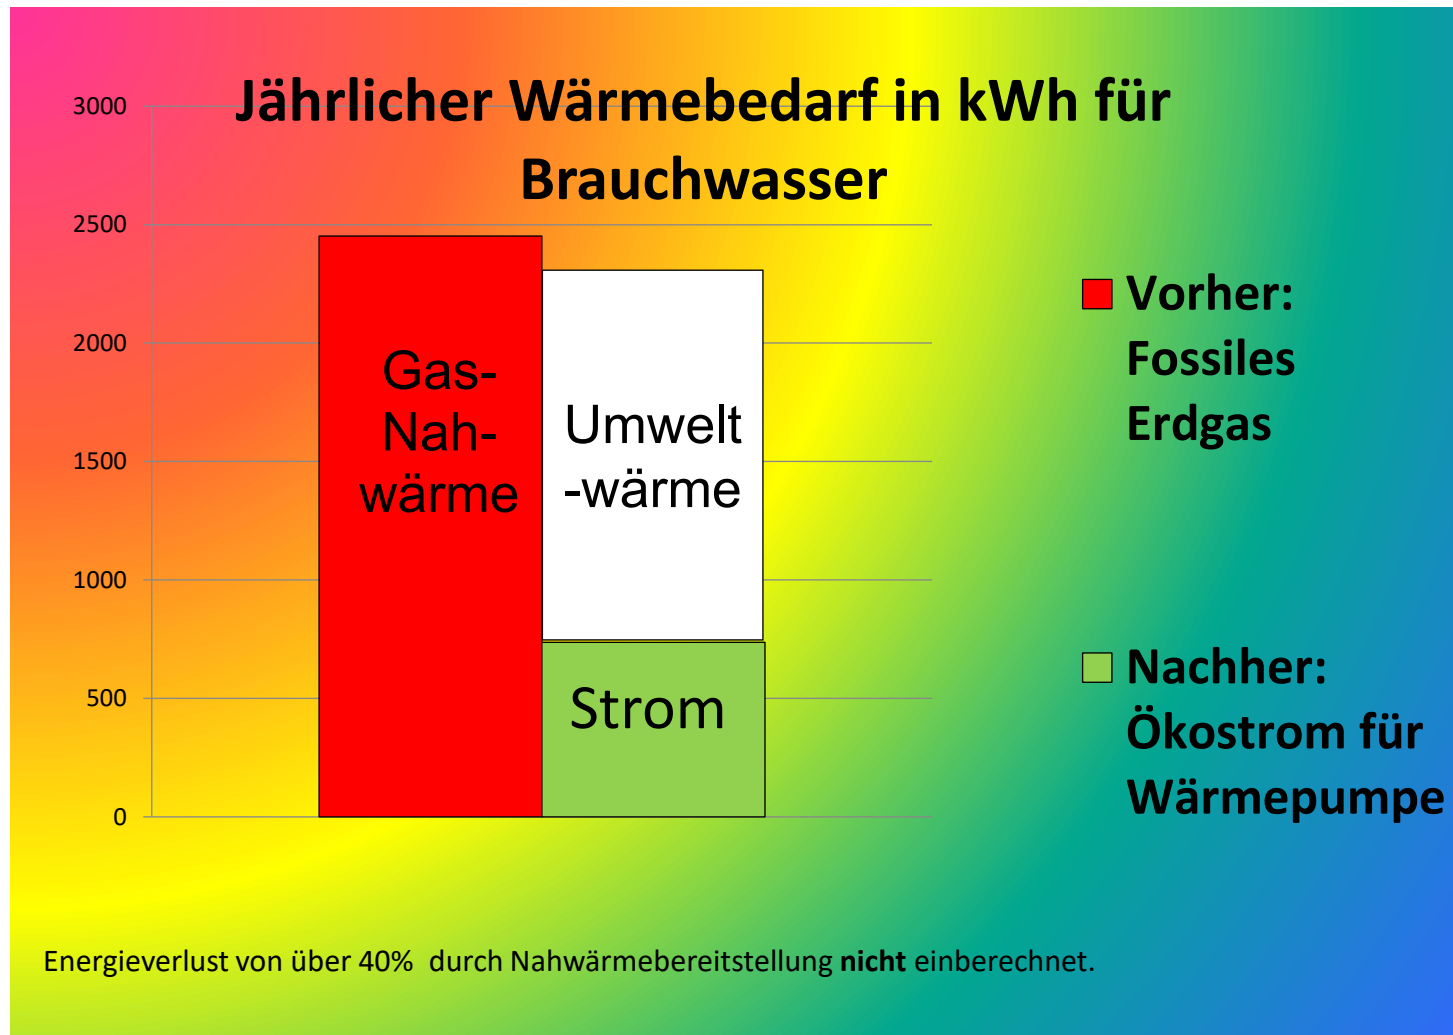 Jährlicher Wärmebedarf in kWh für
Brauchwasser
3000
2500
2000
1500
1000
500
0
Gas-
Nah-
wärme
Umwelt
-wärme
Strom
Vorher:
Fossiles
Erdgas
Nachher:
Ökostrom für
Wärmepumpe
Energieverlust von über 40% durch Nahwärmebereitstellung nicht einberechnet.